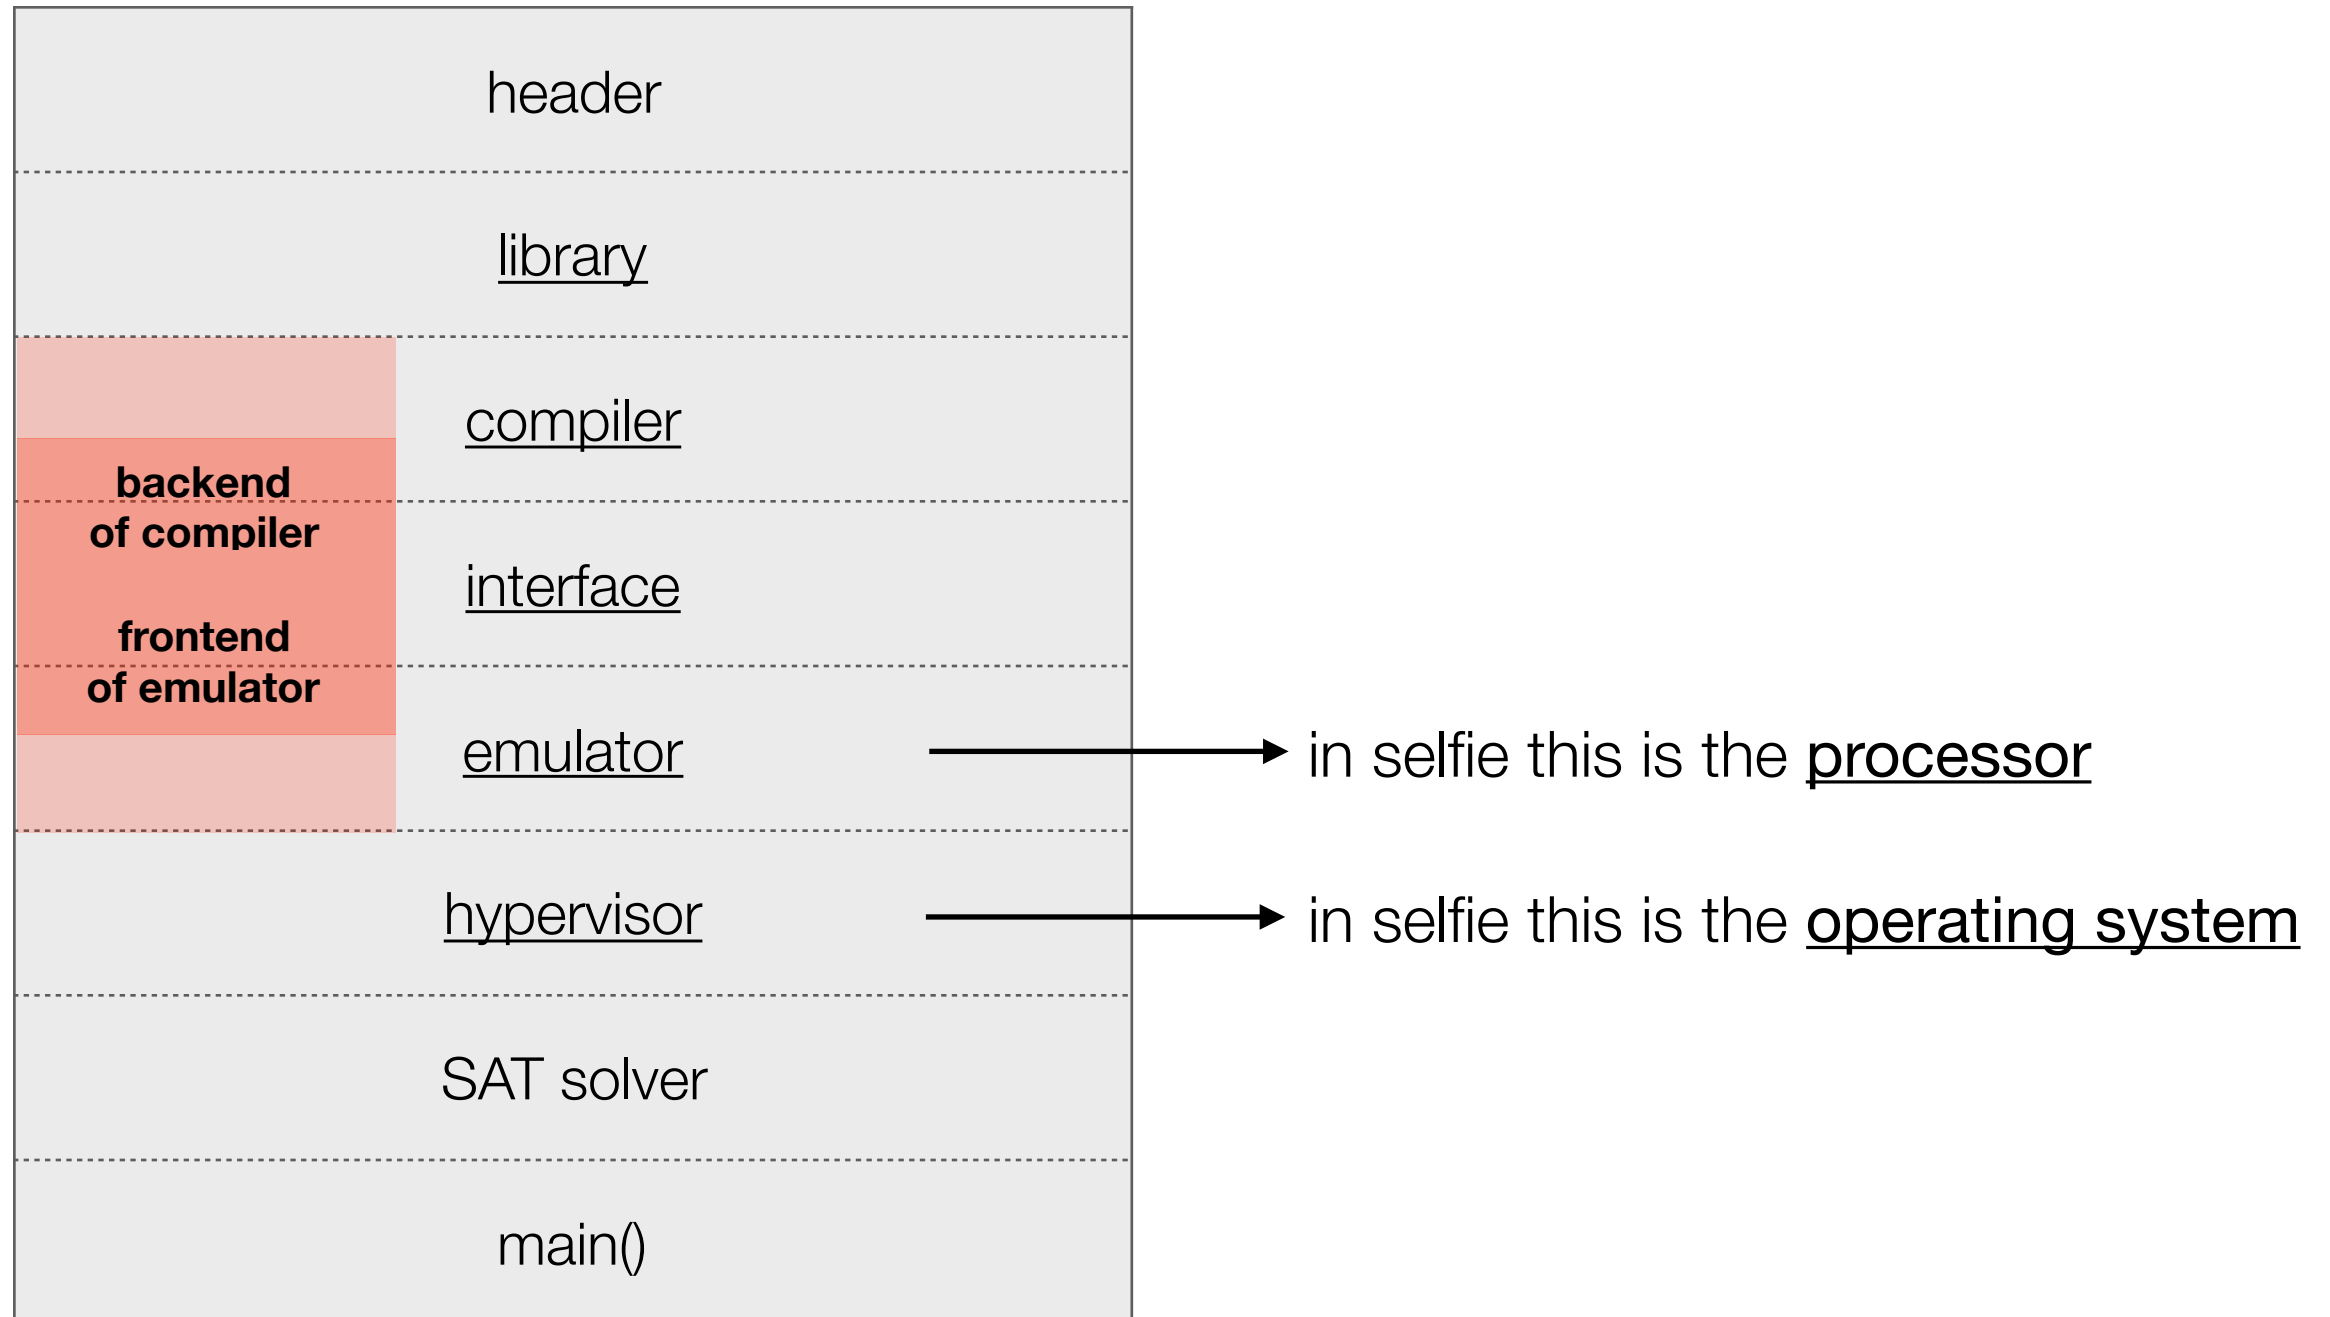 header
library
compiler
backend
of compiler
interface
frontend
of emulator
emulator
in selfie this is the processor
hypervisor
in selfie this is the operating system
SAT solver
main()